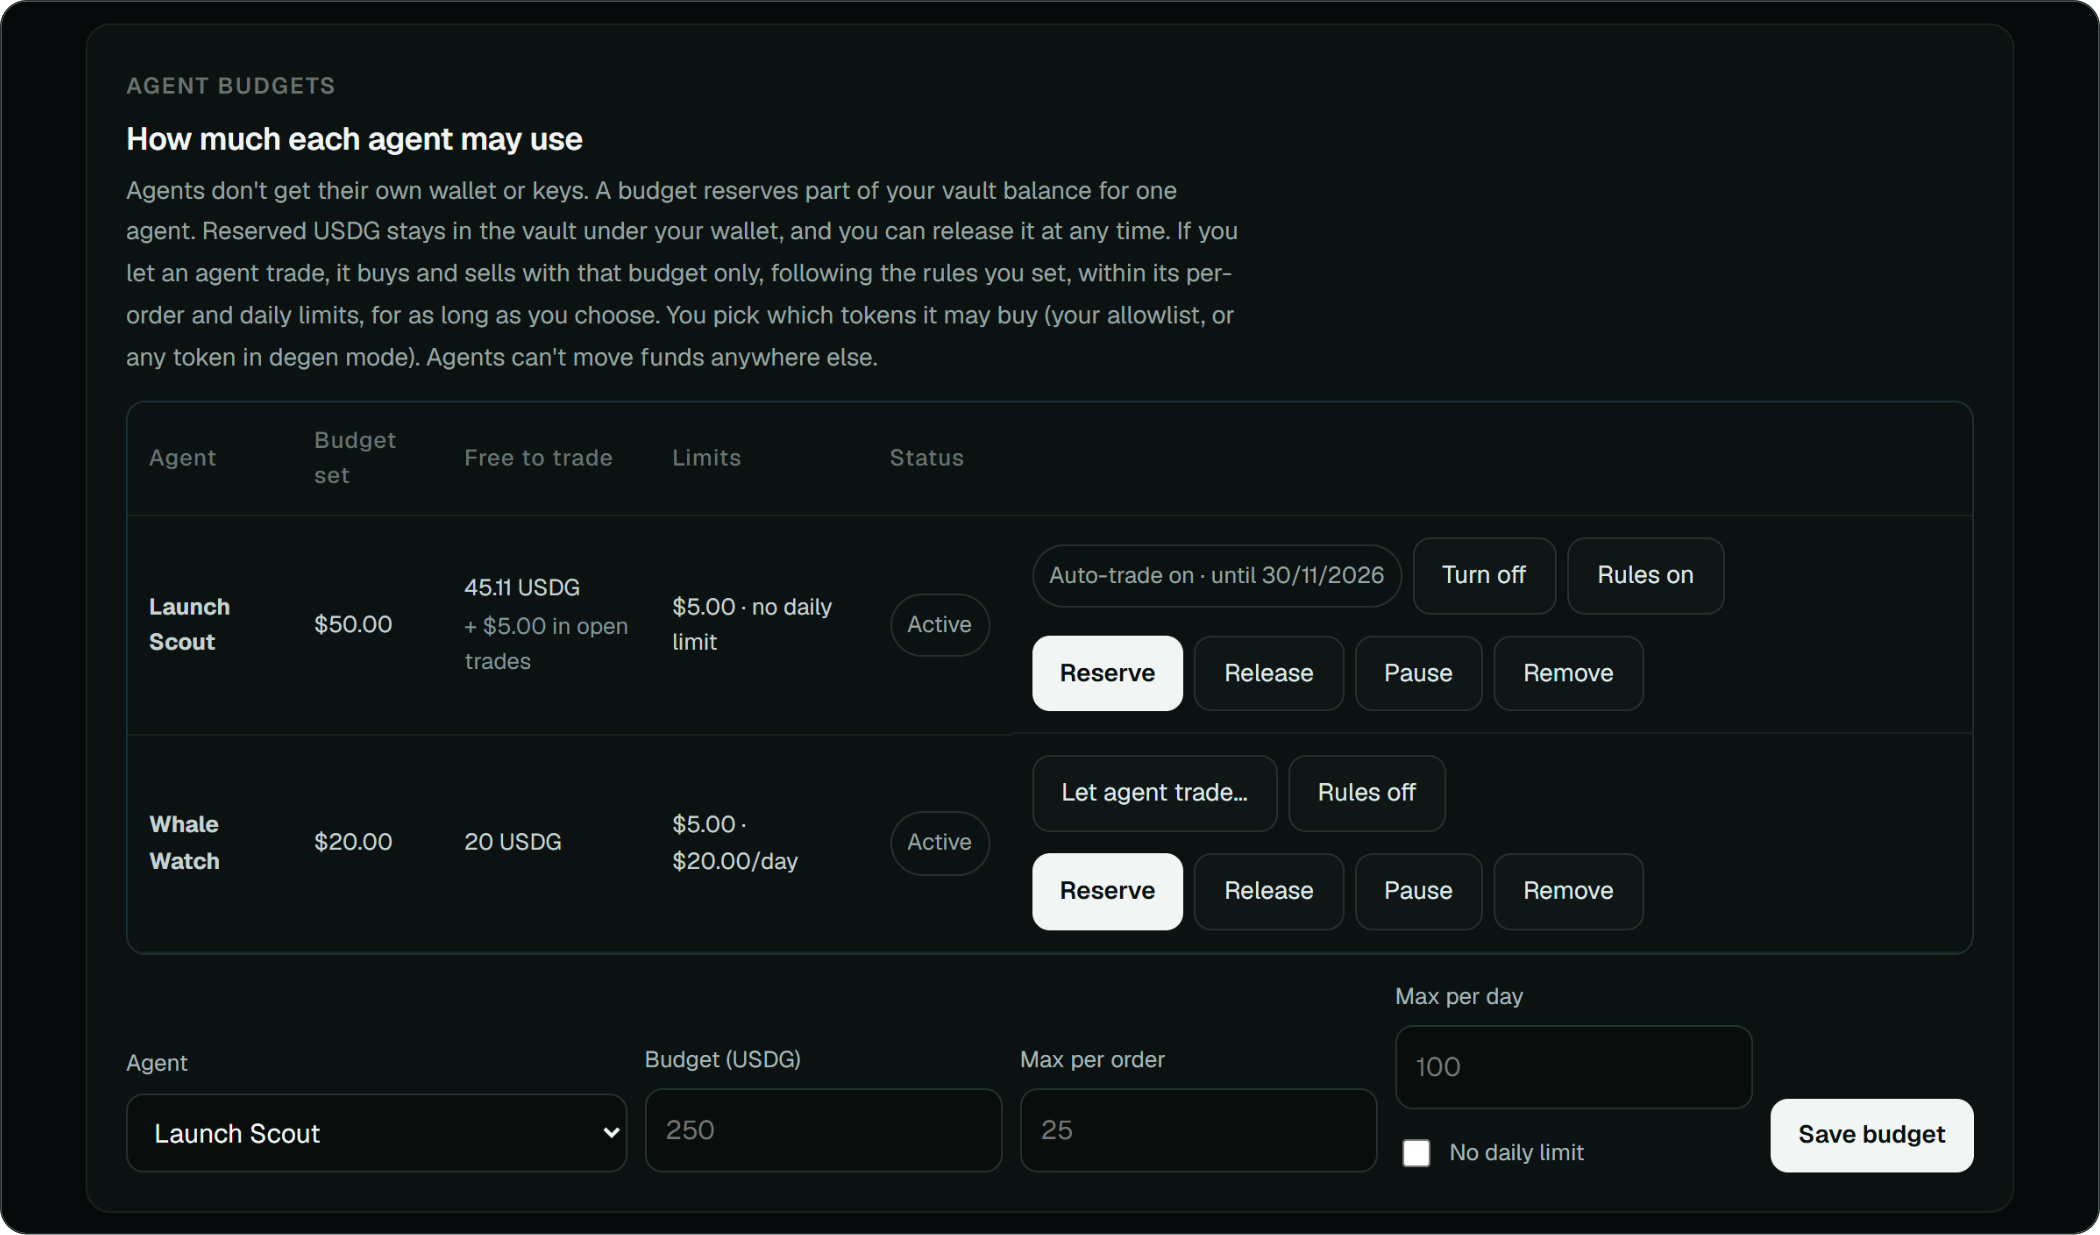 AGENT BUDGETS
How much each agent may use
Agents don't get their own wallet or keys. A budget reserves part of your vault balance for one
agent. Reserved USDG stays in the vault under your wallet, and you can release it at any time. If you
let an agent trade, it buys and sells with that budget only, following the rules you set, within its per-
order and daily limits, for as long as you choose. You pick which tokens it may buy (your allowlist, or
any token in degen mode). Agents can't move funds anywhere else.
Agent
Budget
set
Free to trade
Limits
Status
Launch
Scout
$50.00
45.11 USDG
+ $5.00 in open
trades
$5.00 · no daily
limit
Active
Auto-trade on · until 30/11/2026
Turn off
Rules on
Reserve
Release
Pause
Remove
Whale
Watch
$20.00
20 USDG
$5.00 ·
$20.00/day
Active
Let agent trade...
Rules off
Reserve
Release
Pause
Remove
Agent
Launch Scout
Budget (USDG)
250
Max per order
25
Max per day
100
No daily limit
Save budget